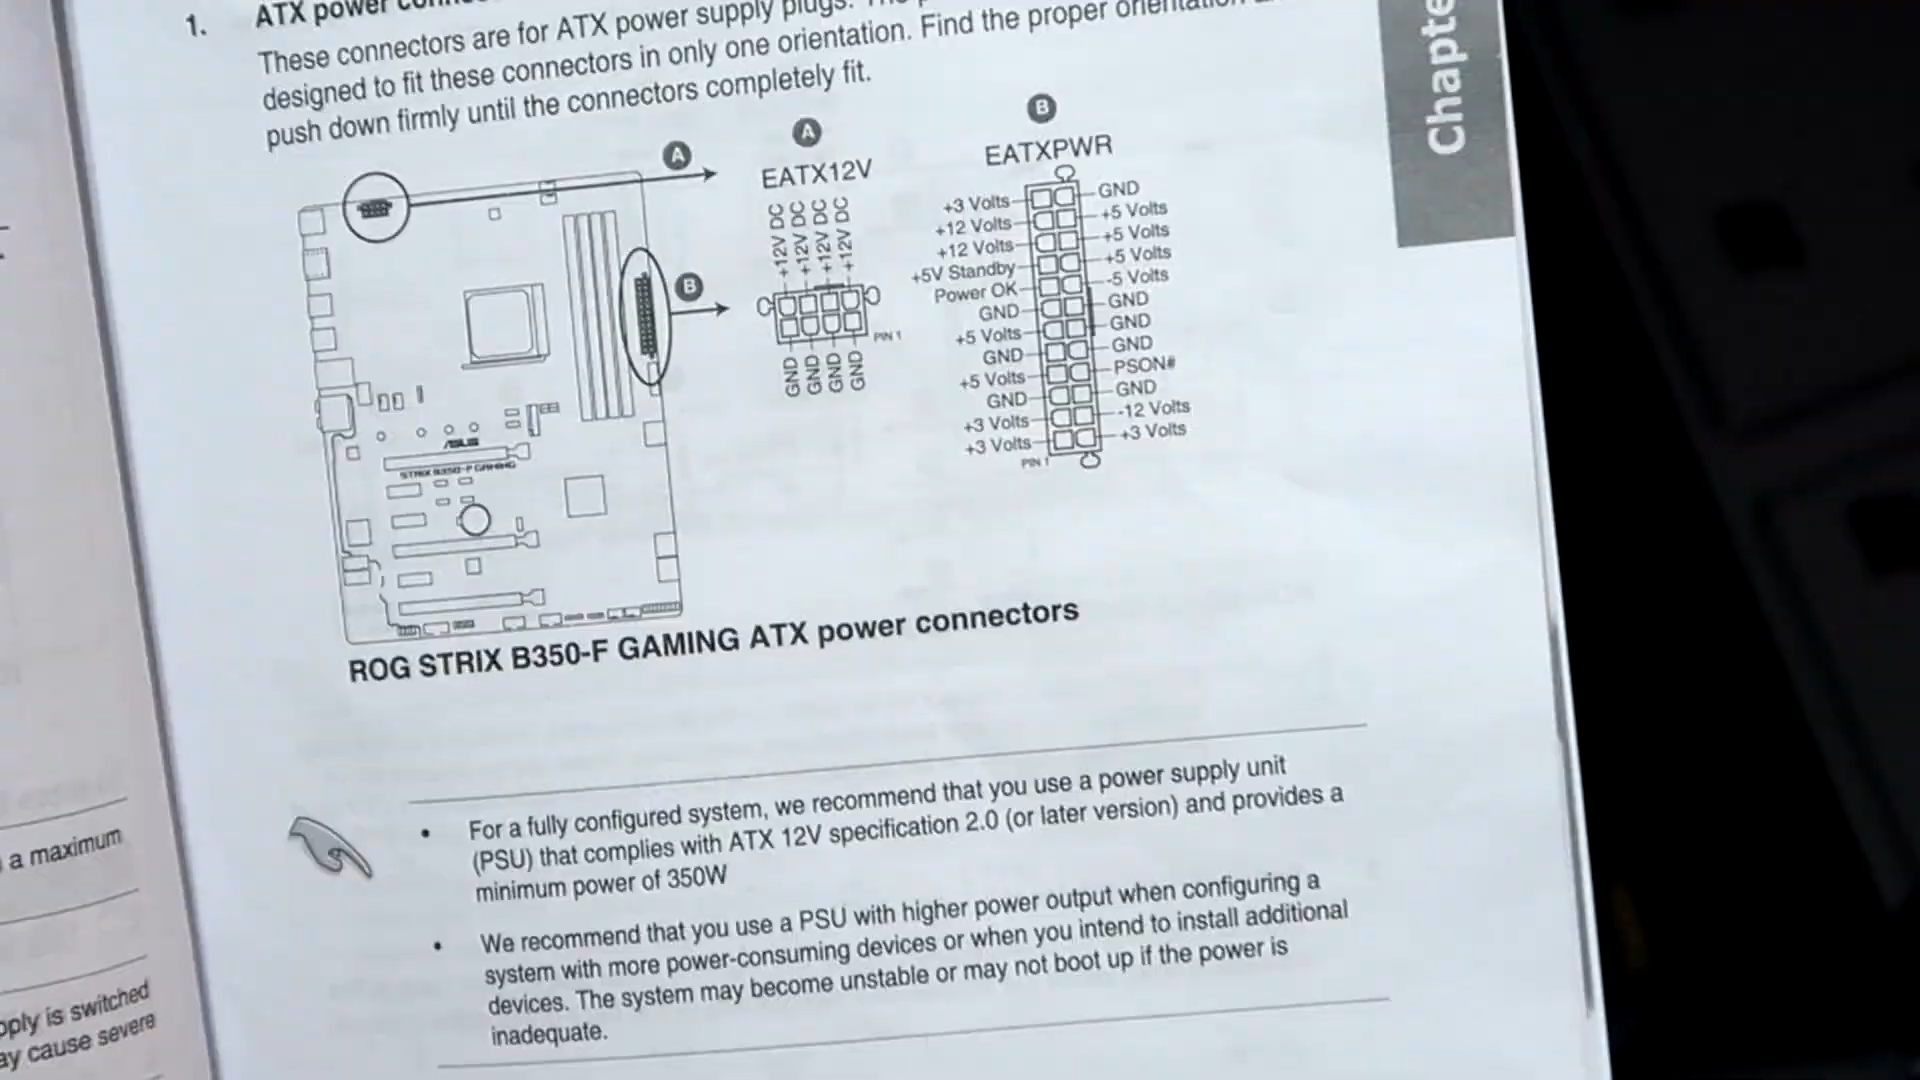 1. ATX power
These connectors are for ATX power supply plugs.
designed to fit these connectors in only one orientation. Find the proper orientation
push down firmly until the connectors completely fit.
Chapte
A
B
A
EATX12V
+12V DC
+12V DC
+12V DC
+12V DC
PIN 1
GND
GND
GND
GND
B
EATXPWR
+3 Volts GND
+12 Volts +5 Volts
+12 Volts +5 Volts
+5V Standby +5 Volts
Power OK -5 Volts
GND GND
+5 Volts GND
GND GND
+5 Volts PSON#
GND GND
+3 Volts -12 Volts
+3 Volts +3 Volts
PIN 1
ASUS
STRIX B350-F GAMING
ROG STRIX B350-F GAMING ATX power connectors
• For a fully configured system, we recommend that you use a power supply unit
(PSU) that complies with ATX 12V specification 2.0 (or later version) and provides a
minimum power of 350W
• We recommend that you use a PSU with higher power output when configuring a
system with more power-consuming devices or when you intend to install additional
devices. The system may become unstable or may not boot up if the power is
inadequate.
a maximum
pply is switched
ay cause severe